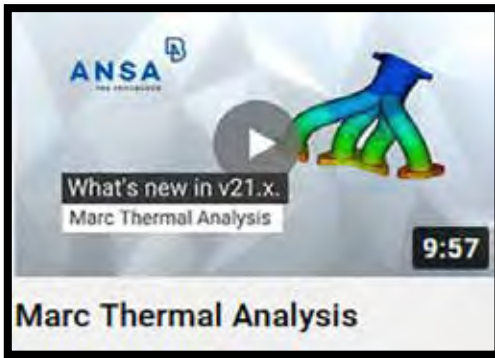 ANSA
What's new in v21.x.
Marc Thermal Analysis
9:57
Marc Thermal Analysis